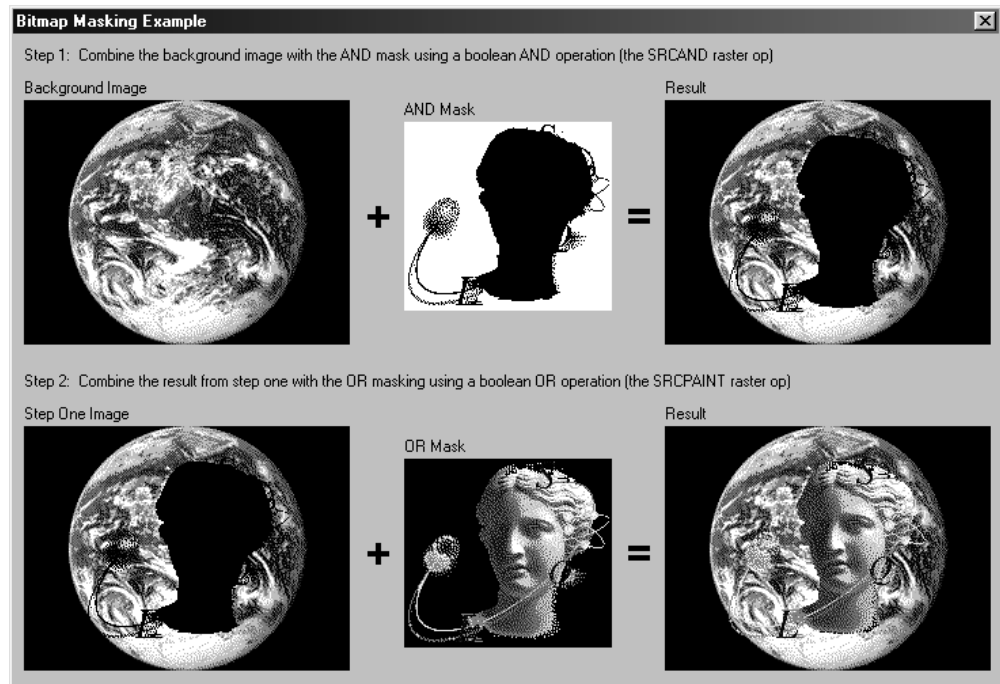 Bitmap Masking Example
Step 1: Combine the background image with the AND mask using a boolean AND operation (the SRCAND raster op)
Background Image
AND Mask
Result
+
=
Step 2: Combine the result from step one with the OR masking using a boolean OR operation (the SRCPAINT raster op)
Step One Image
OR Mask
Result
+
=